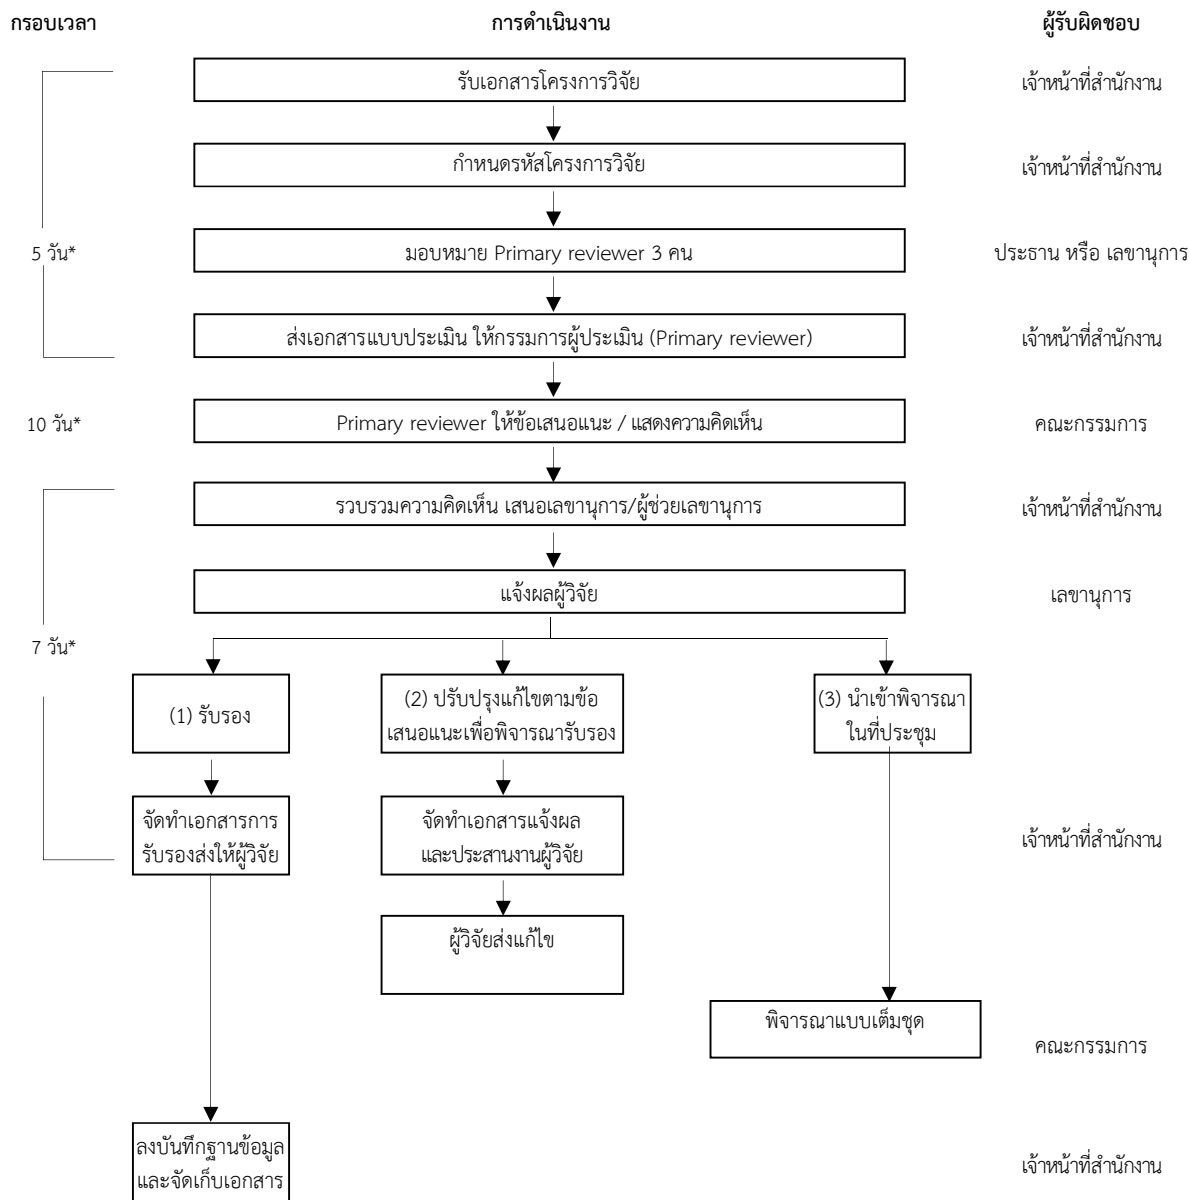 กรอบเวลา การดำเนินงาน ผู้รับผิดชอบ
รับเอกสารโครงการวิจัย เจ้าหน้าที่สำนักงาน
กำหนดรหัสโครงการวิจัย เจ้าหน้าที่สำนักงาน
5 วัน* มอบหมาย Primary reviewer 3 คน ประธาน หรือ เลขานุการ
ส่งเอกสารแบบประเมิน ให้กรรมการผู้ประเมิน (Primary reviewer) เจ้าหน้าที่สำนักงาน
10 วัน* Primary reviewer ให้ข้อเสนอแนะ / แสดงความคิดเห็น คณะกรรมการ
รวบรวมความคิดเห็น เสนอเลขานุการ/ผู้ช่วยเลขานุการ เจ้าหน้าที่สำนักงาน
แจ้งผลผู้วิจัย เลขานุการ
7 วัน*
(1) รับรอง
(2) ปรับปรุงแก้ไขตามข้อ
เสนอแนะเพื่อพิจารณารับรอง
(3) นำเข้าพิจารณา
ในที่ประชุม
จัดทำเอกสารการ
รับรองส่งให้ผู้วิจัย
จัดทำเอกสารแจ้งผล
และประสานงานผู้วิจัย
เจ้าหน้าที่สำนักงาน
ผู้วิจัยส่งแก้ไข
พิจารณาแบบเต็มชุด
คณะกรรมการ
ลงบันทึกฐานข้อมูล
และจัดเก็บเอกสาร
เจ้าหน้าที่สำนักงาน